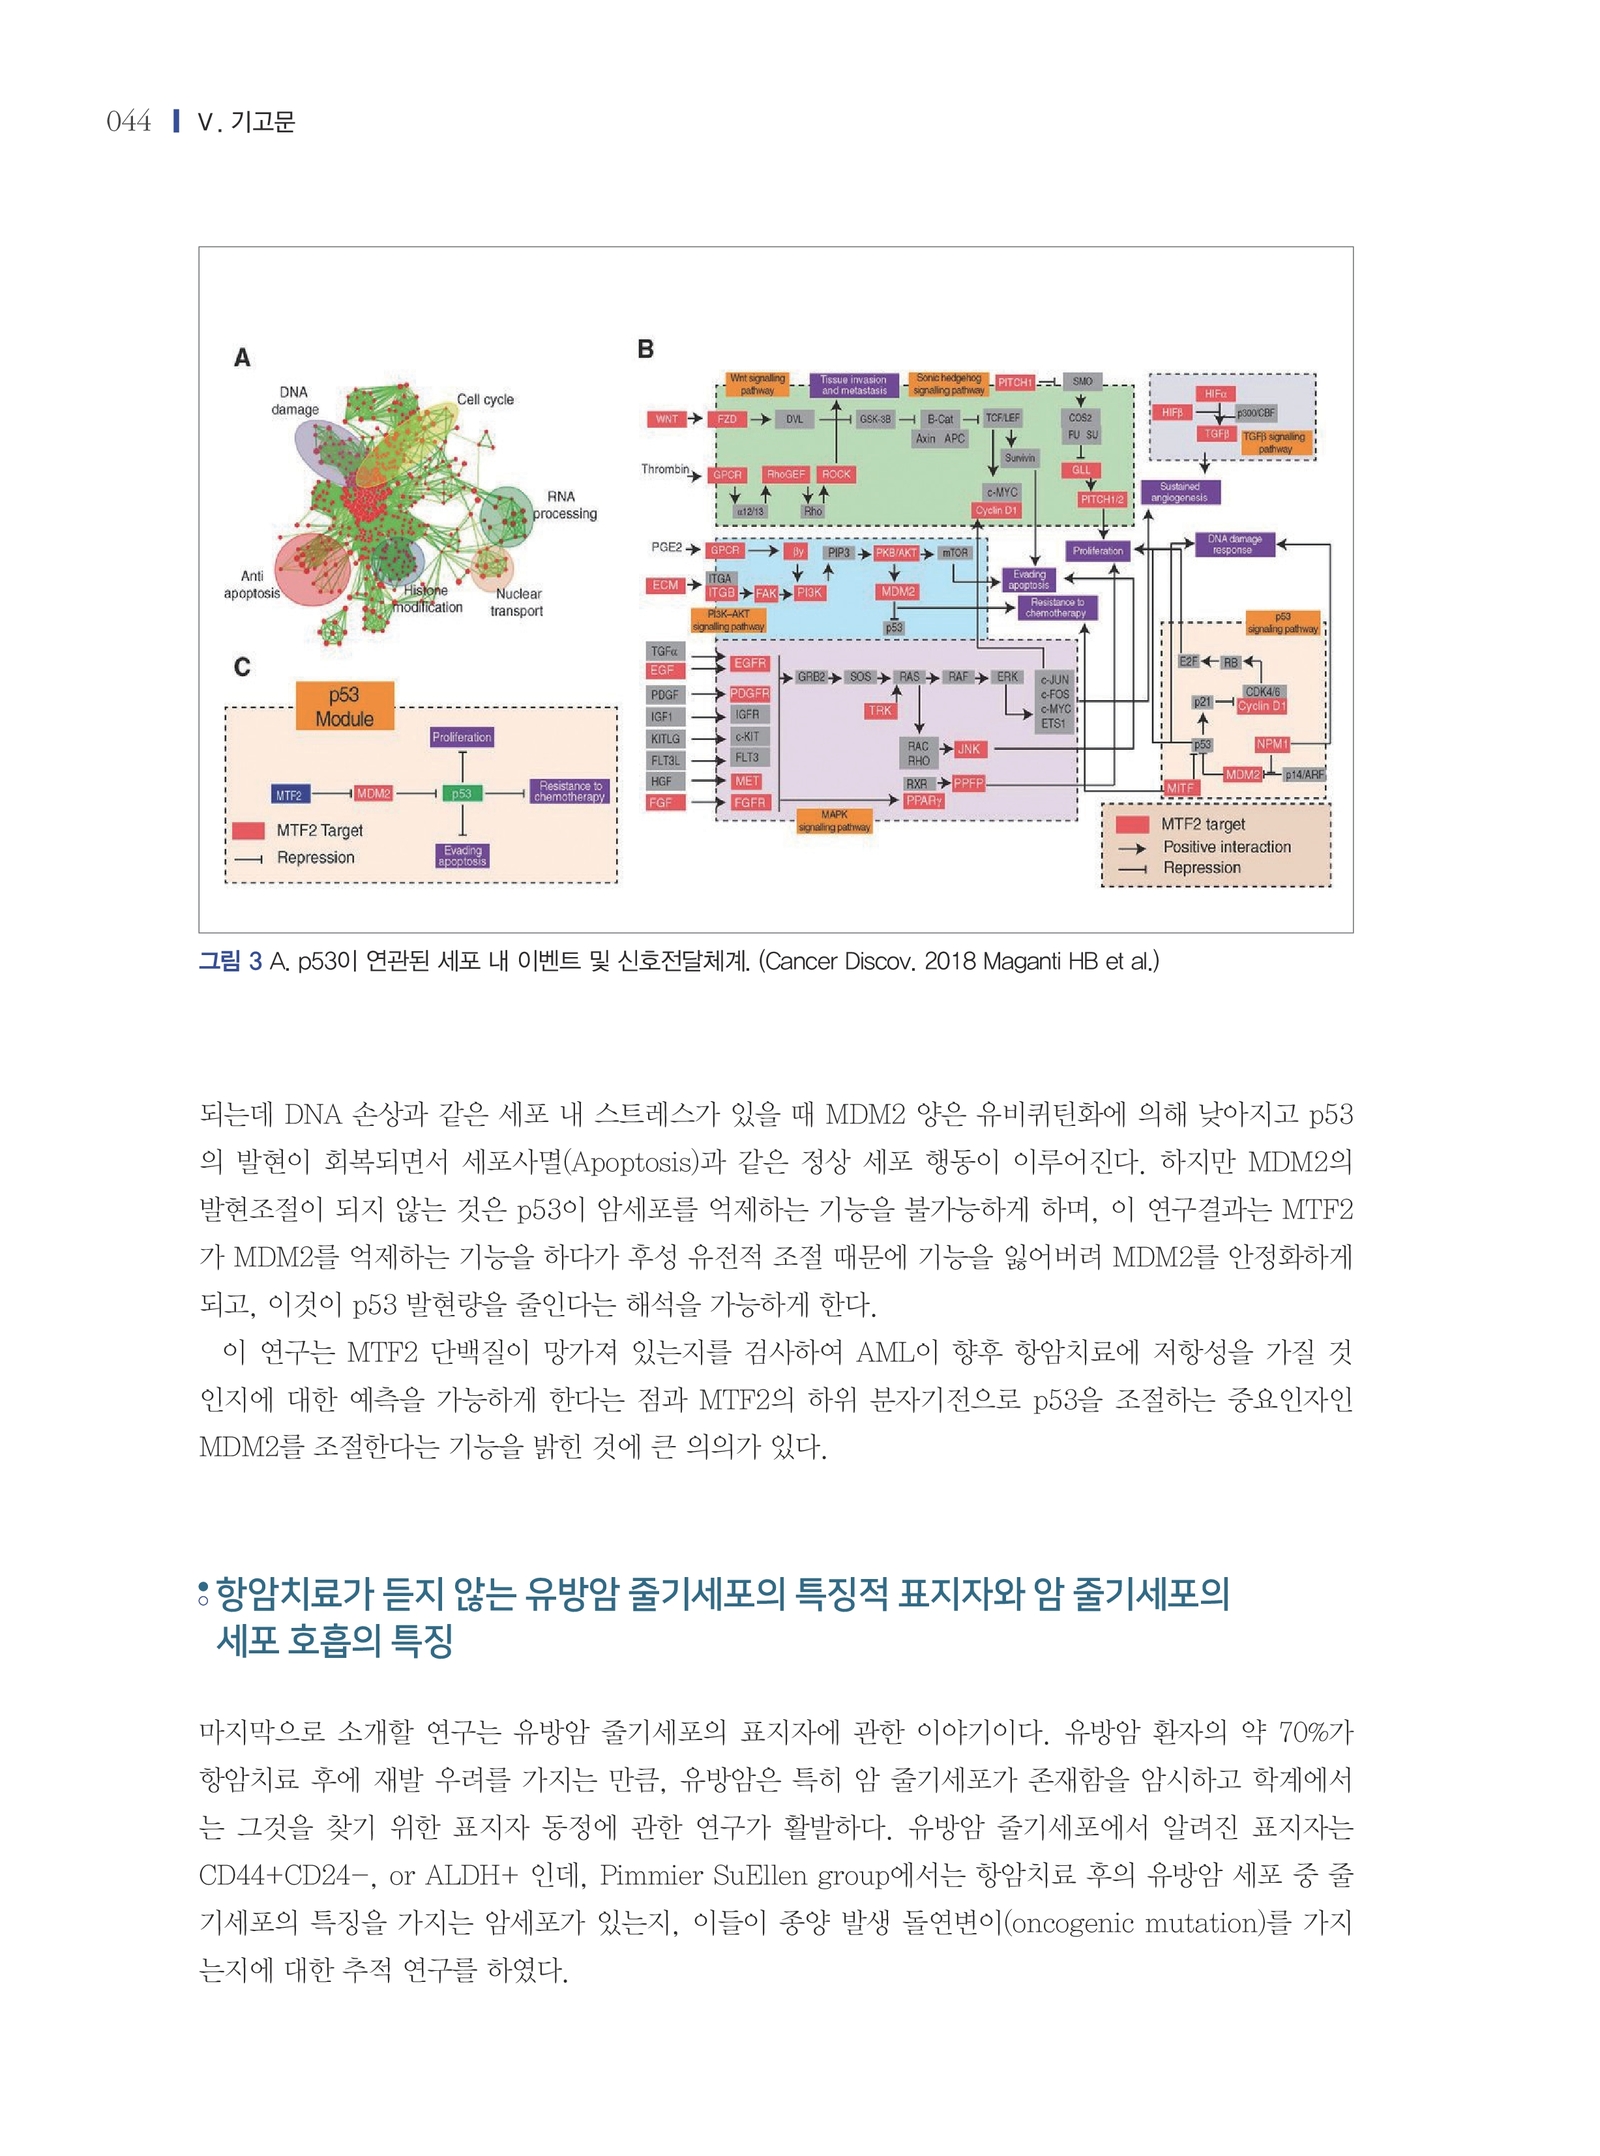 044 V. 기고문
A
DNA
damage
Cell cycle
RNA
processing
Anti
apoptosis
Histone
modification
Nuclear
transport
B
Wnt signalling
pathway
Tissue invasion
and metastasis
Sonic hedgehog
signalling pathway
PITCH1
SMO
WNT
FZD
DVL
GSK-3B
B-Cat
Axin APC
TCF/LEF
COS2
FU SU
Survivin
GLL
Thrombin
GPCR
RhoGEF
ROCK
α12/13
Rho
c-MYC
Cyclin D1
PITCH1/2
HIFα
HIFβ
p300/CBF
TGFβ
TGFβ signalling
pathway
Sustained
angiogenesis
PGE2
GPCR
βγ
PIP3
PKB/AKT
mTOR
Proliferation
DNA damage
response
ECM
ITGA
ITGB
FAK
PI3K
MDM2
Evading
apoptosis
Resistance to
chemotherapy
PI3K–AKT
signalling pathway
p53
p53
signaling pathway
TGFα
EGF
EGFR
PDGF
PDGFR
IGF1
IGFR
KITLG
c-KIT
FLT3L
FLT3
HGF
MET
FGF
FGFR
GRB2
SOS
RAS
RAF
ERK
c-JUN
c-FOS
c-MYC
ETS1
TRK
RAC
RHO
JNK
RXR
PPFP
PPARγ
MAPK
signaling pathway
E2F
RB
CDK4/6
Cyclin D1
p21
p53
NPM1
MDM2
p14/ARF
MITF
MTF2 target
Positive interaction
Repression
C
p53
Module
Proliferation
MTF2
MDM2
p53
Resistance to
chemotherapy
Evading
apoptosis
MTF2 Target
Repression
그림 3 A. p53이 연관된 세포 내 이벤트 및 신호전달체계. (Cancer Discov. 2018 Maganti HB et al.)
되는데 DNA 손상과 같은 세포 내 스트레스가 있을 때 MDM2 양은 유비퀴틴화에 의해 낮아지고 p53
의 발현이 회복되면서 세포사멸(Apoptosis)과 같은 정상 세포 행동이 이루어진다. 하지만 MDM2의
발현조절이 되지 않는 것은 p53이 암세포를 억제하는 기능을 불가능하게 하며, 이 연구결과는 MTF2
가 MDM2를 억제하는 기능을 하다가 후성 유전적 조절 때문에 기능을 잃어버려 MDM2를 안정화하게
되고, 이것이 p53 발현량을 줄인다는 해석을 가능하게 한다.
이 연구는 MTF2 단백질이 망가져 있는지를 검사하여 AML이 향후 항암치료에 저항성을 가질 것
인지에 대한 예측을 가능하게 한다는 점과 MTF2의 하위 분자기전으로 p53을 조절하는 중요인자인
MDM2를 조절한다는 기능을 밝힌 것에 큰 의의가 있다.
항암치료가 듣지 않는 유방암 줄기세포의 특징적 표지자와 암 줄기세포의
세포 호흡의 특징
마지막으로 소개할 연구는 유방암 줄기세포의 표지자에 관한 이야기이다. 유방암 환자의 약 70%가
항암치료 후에 재발 우려를 가지는 만큼, 유방암은 특히 암 줄기세포가 존재함을 암시하고 학계에서
는 그것을 찾기 위한 표지자 동정에 관한 연구가 활발하다. 유방암 줄기세포에서 알려진 표지자는
CD44+CD24-, or ALDH+ 인데, Pimmier SuEllen group에서는 항암치료 후의 유방암 세포 중 줄
기세포의 특징을 가지는 암세포가 있는지, 이들이 종양 발생 돌연변이(oncogenic mutation)를 가지
는지에 대한 추적 연구를 하였다.